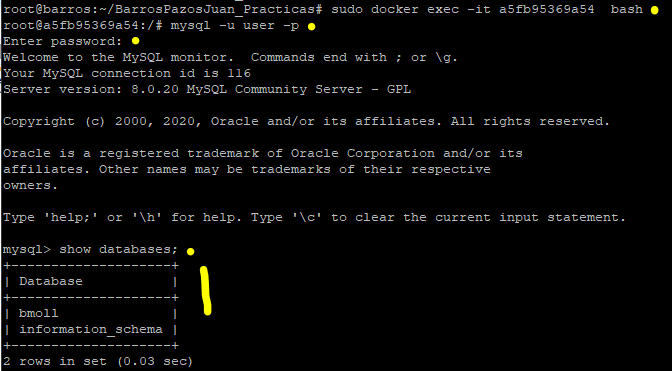 root@barros:~/BarrosPazosJuan_Practicas# sudo docker exec -it a5fb95369a54  bash
root@a5fb95369a54:/# mysql -u user -p
Enter password:
Welcome to the MySQL monitor.  Commands end with ; or \g.
Your MySQL connection id is 116
Server version: 8.0.20 MySQL Community Server - GPL

Copyright (c) 2000, 2020, Oracle and/or its affiliates. All rights reserved.

Oracle is a registered trademark of Oracle Corporation and/or its
affiliates. Other names may be trademarks of their respective
owners.

Type 'help;' or '\h' for help. Type '\c' to clear the current input statement.

mysql> show databases;
+--------------------+
| Database           |
+--------------------+
| bmoll              |
| information_schema |
+--------------------+
2 rows in set (0.03 sec)